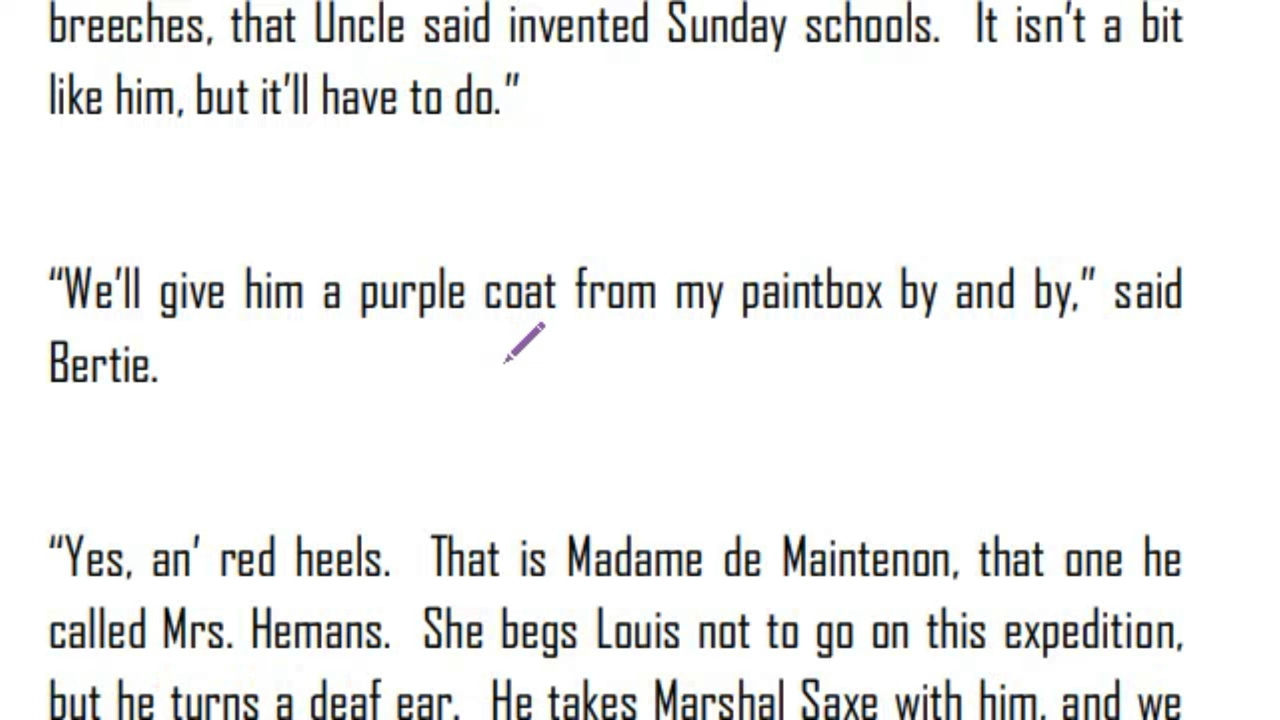 breeches, that Uncle said invented Sunday schools.  It isn’t a bit
like him, but it’ll have to do.”
“We’ll give him a purple coat from my paintbox by and by,” said
Bertie.
“Yes, an’ red heels.  That is Madame de Maintenon, that one he
called Mrs. Hemans.  She begs Louis not to go on this expedition,
but he turns a deaf ear.  He takes Marshal Saxe with him, and we